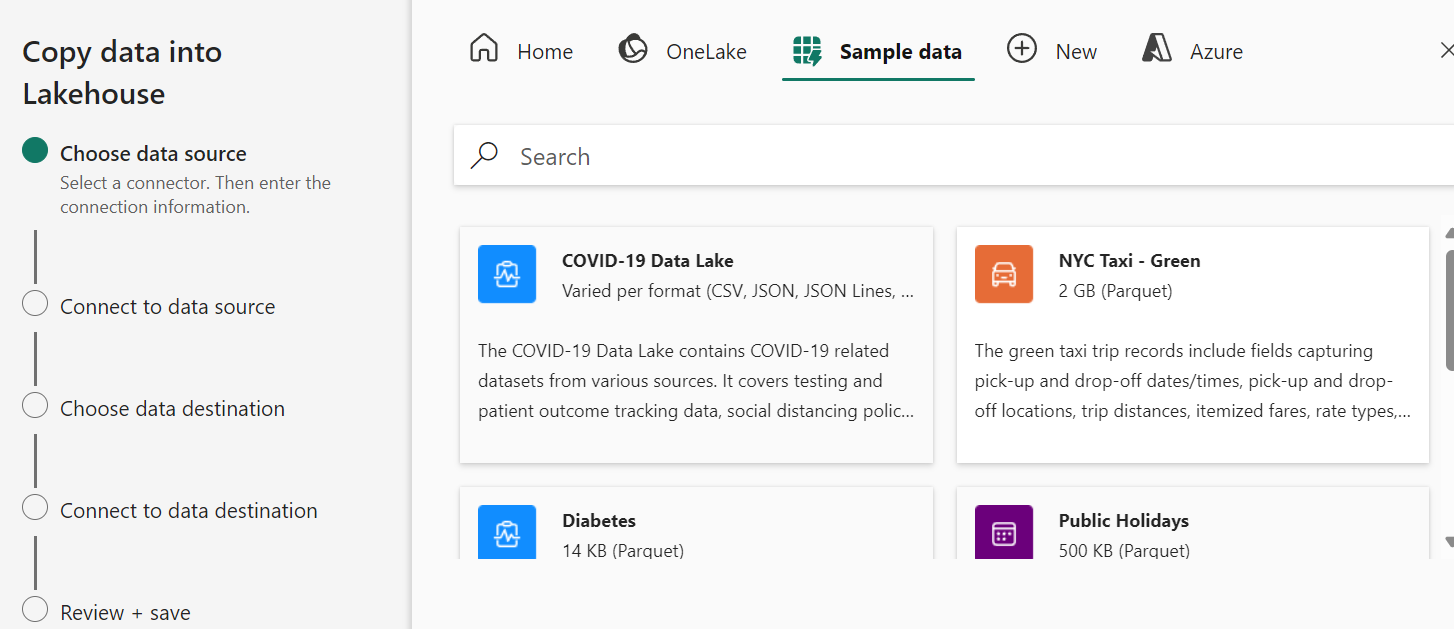 Copy data into
Lakehouse
Choose data source
Select a connector. Then enter the
connection information.
Connect to data source
Choose data destination
Connect to data destination
Review + save
Home
OneLake
Sample data
New
Azure
Search
COVID-19 Data Lake
Varied per format (CSV, JSON, JSON Lines, ...
The COVID-19 Data Lake contains COVID-19 related
datasets from various sources. It covers testing and
patient outcome tracking data, social distancing polic...
NYC Taxi - Green
2 GB (Parquet)
The green taxi trip records include fields capturing
pick-up and drop-off dates/times, pick-up and drop-
off locations, trip distances, itemized fares, rate types,...
Diabetes
14 KB (Parquet)
Public Holidays
500 KB (Parquet)